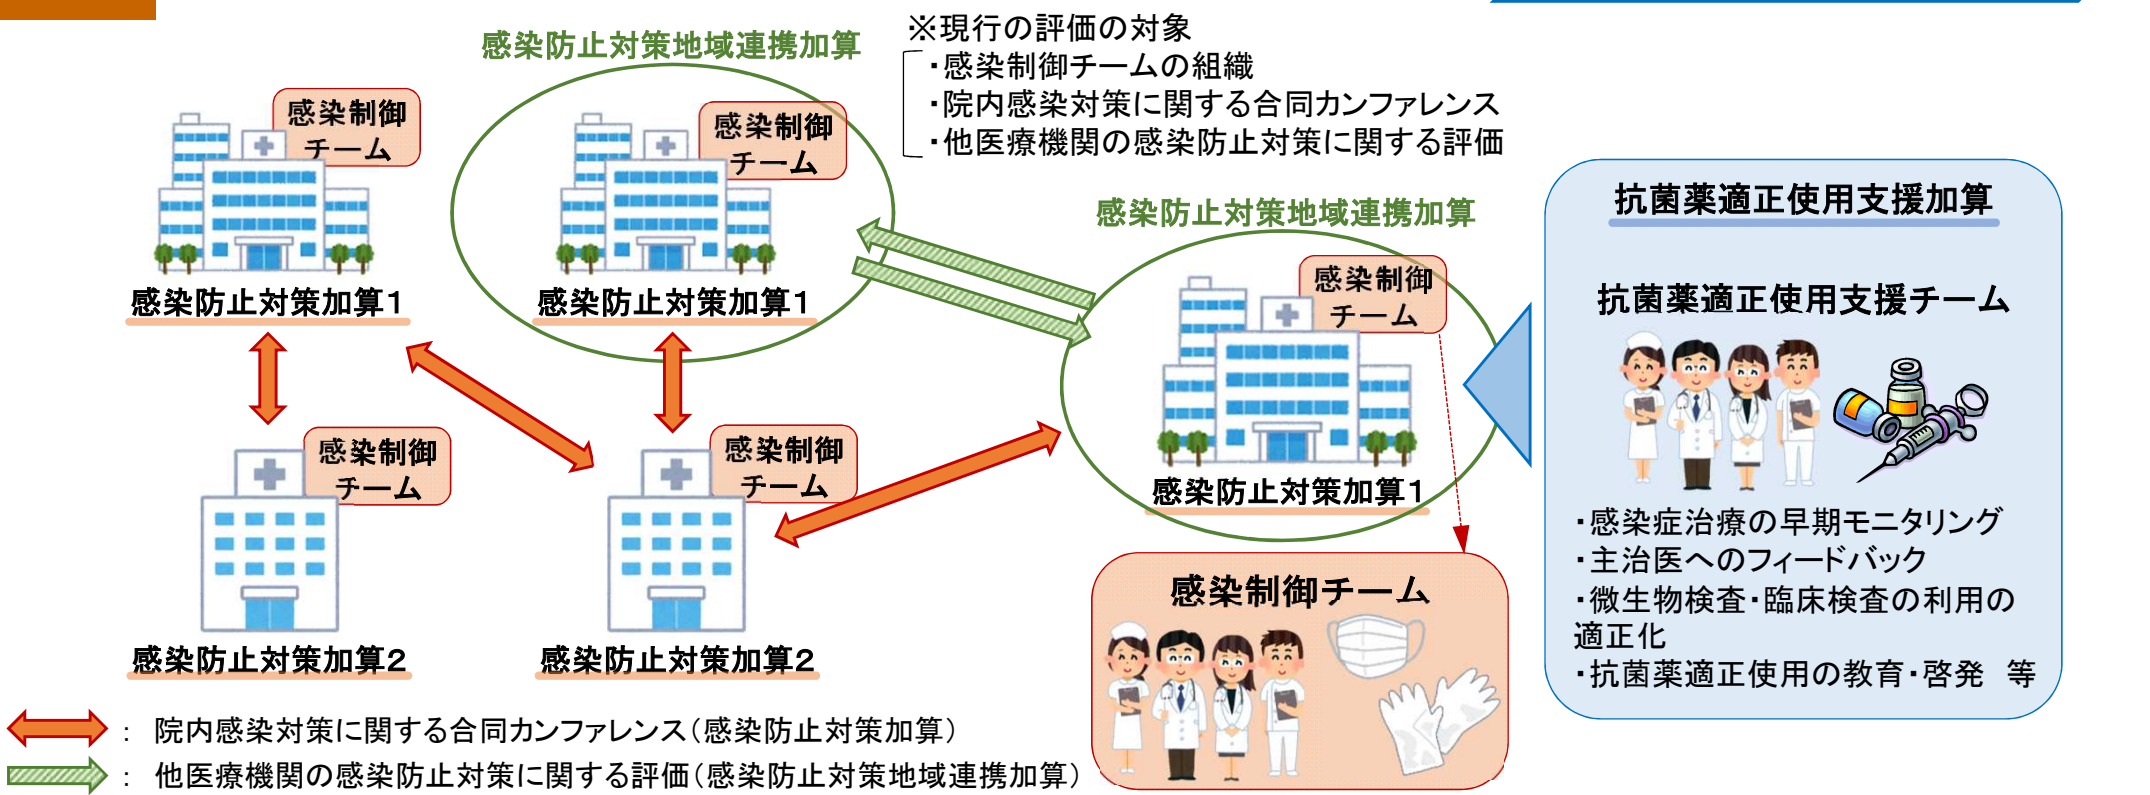 感染防止対策地域連携加算
※現行の評価の対象
・感染制御チームの組織
・院内感染対策に関する合同カンファレンス
・他医療機関の感染防止対策に関する評価
感染制御
チーム
感染防止対策加算1
感染制御
チーム
感染防止対策加算1
感染防止対策地域連携加算
感染制御
チーム
感染防止対策加算1
感染制御
チーム
感染防止対策加算2
感染制御
チーム
感染防止対策加算2
感染制御チーム
抗菌薬適正使用支援加算
抗菌薬適正使用支援チーム
・感染症治療の早期モニタリング
・主治医へのフィードバック
・微生物検査・臨床検査の利用の
適正化
・抗菌薬適正使用の教育・啓発 等
: 院内感染対策に関する合同カンファレンス(感染防止対策加算)
: 他医療機関の感染防止対策に関する評価(感染防止対策地域連携加算)